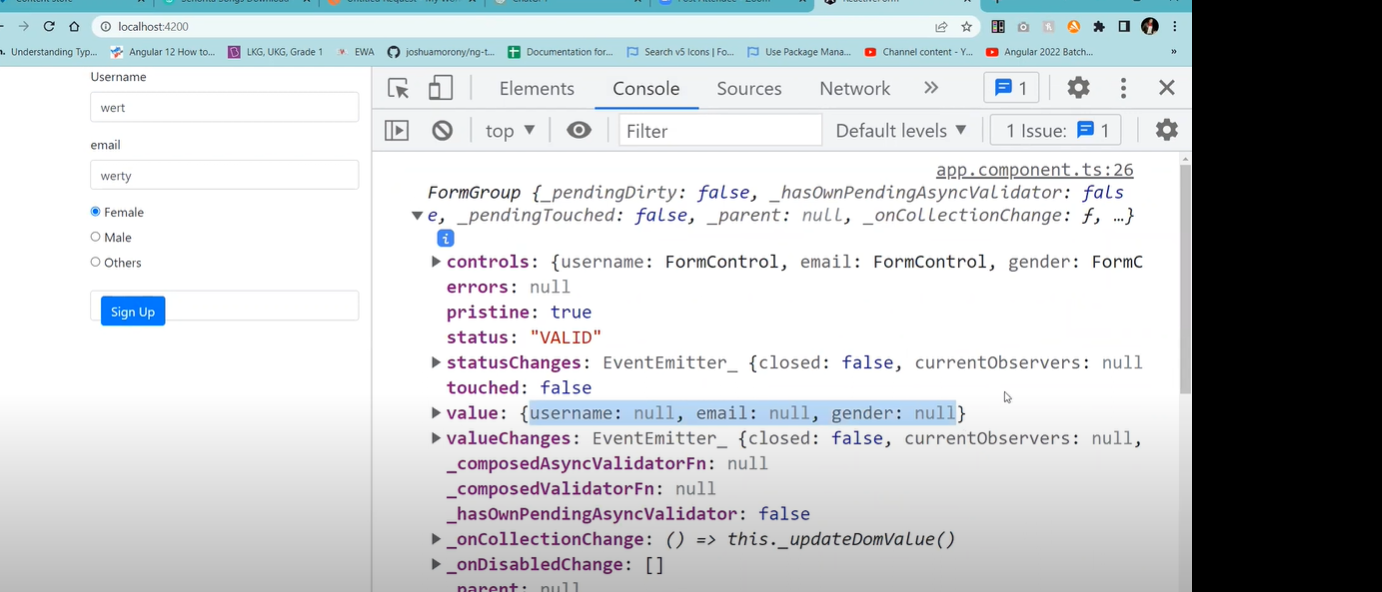 localhost:4200
Understanding Typ... Angular 12 How to... LKG, UKG, Grade 1 EWA joshuamorony/ng-t... Documentation for... Search v5 Icons | Fo... Use Package Mana... Channel content - Y... Angular 2022 Batch... »
Username
wert
email
werty
Female
Male
Others
Sign Up
Elements Console Sources Network » 1
top Filter Default levels 1 Issue: 1
app.component.ts:26
FormGroup {_pendingDirty: false, _hasOwnPendingAsyncValidator: fals
e, _pendingTouched: false, _parent: null, _onCollectionChange: ƒ, …}
i
controls: {username: FormControl, email: FormControl, gender: FormC
errors: null
pristine: true
status: "VALID"
statusChanges: EventEmitter_ {closed: false, currentObservers: null
touched: false
value: {username: null, email: null, gender: null}
valueChanges: EventEmitter_ {closed: false, currentObservers: null,
_composedAsyncValidatorFn: null
_composedValidatorFn: null
_hasOwnPendingAsyncValidator: false
_onCollectionChange: () => this._updateDomValue()
_onDisabledChange: []
_parent: null